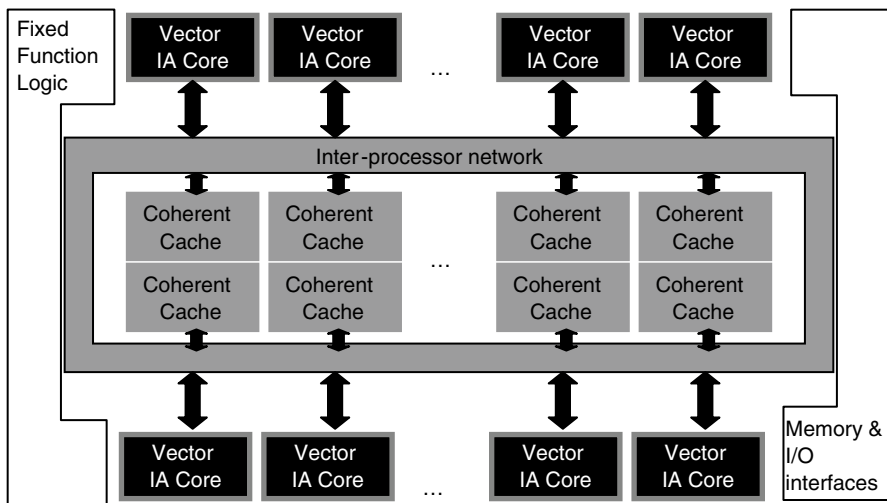 Fixed
Function
Logic
Vector
IA Core
Vector
IA Core
...
Vector
IA Core
Vector
IA Core
Inter-processor network
Coherent
Cache
Coherent
Cache
Coherent
Cache
Coherent
Cache
...
Coherent
Cache
Coherent
Cache
Coherent
Cache
Coherent
Cache
Vector
IA Core
Vector
IA Core
...
Vector
IA Core
Vector
IA Core
Memory &
I/O
interfaces